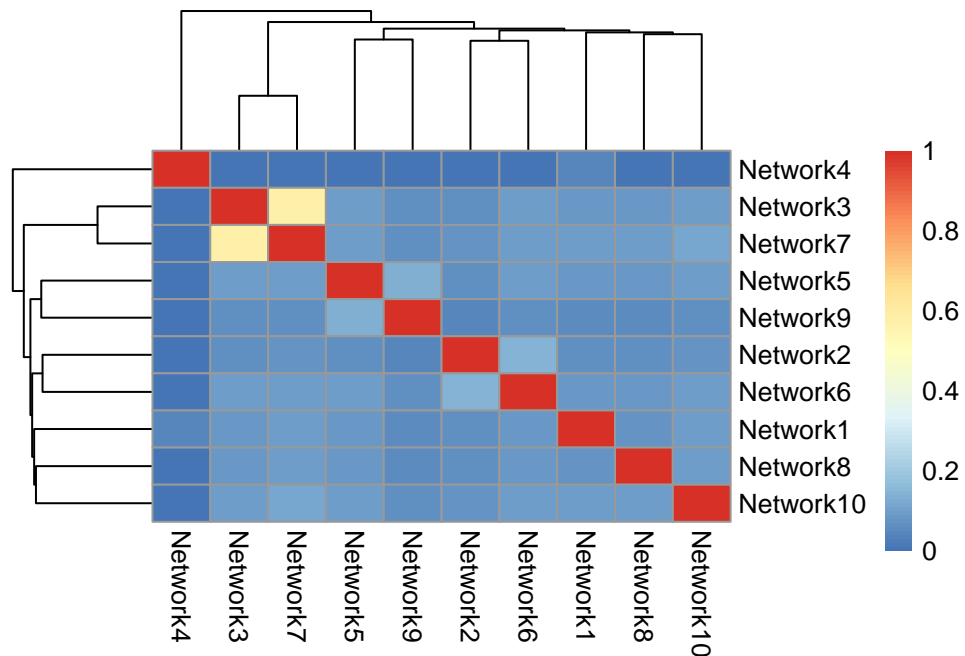 Network4
Network3
Network7
Network5
Network9
Network2
Network6
Network1
Network8
Network10
1
0.8
0.6
0.4
0.2
0
Network4
Network3
Network7
Network5
Network9
Network2
Network6
Network1
Network8
Network10